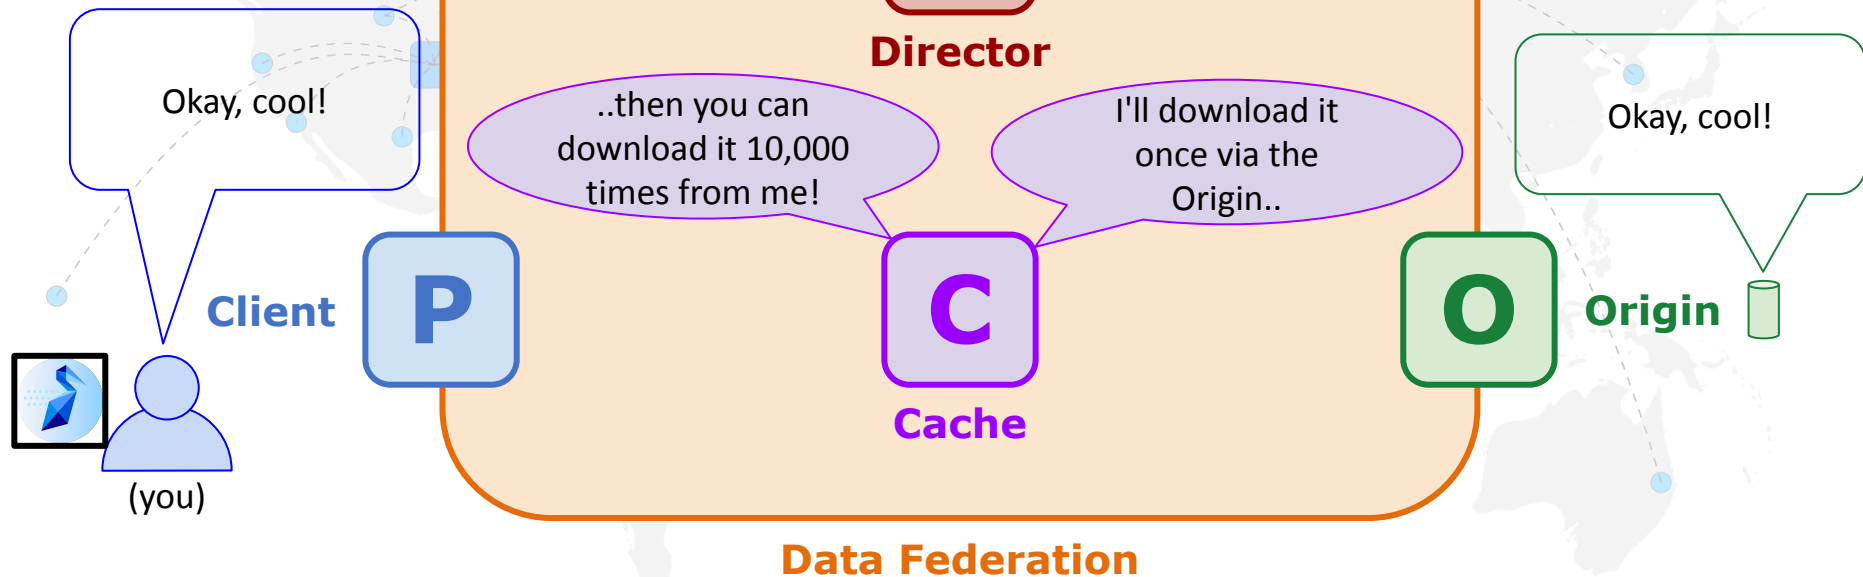 Director
Okay, cool!
..then you can
download it 10,000
times from me!
I'll download it
once via the
Origin..
Okay, cool!
Client
P
C
O
Origin
Cache
(you)
Data Federation